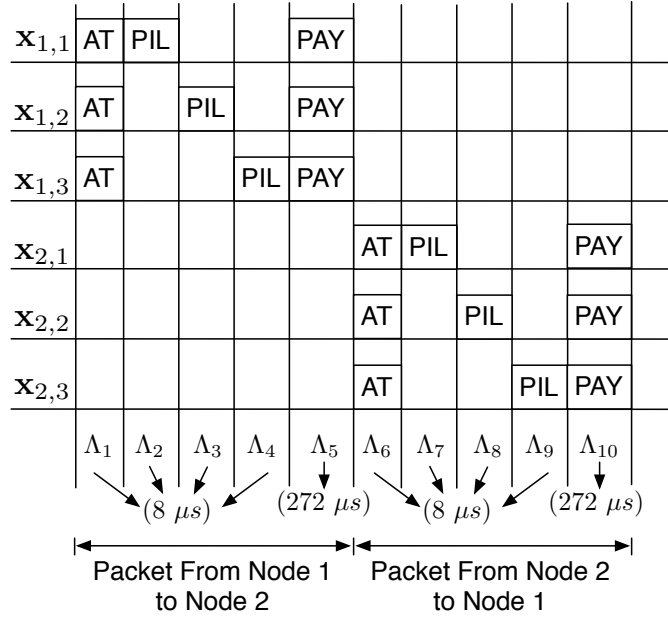 x1,1 AT PIL PAY
x1,2 AT PIL PAY
x1,3 AT PIL PAY
x2,1 AT PIL PAY
x2,2 AT PIL PAY
x2,3 AT PIL PAY
Λ1 Λ2 Λ3 Λ4 Λ5 Λ6 Λ7 Λ8 Λ9 Λ10
(8 μs) (272 μs) (8 μs) (272 μs)
Packet From Node 1
to Node 2
Packet From Node 2
to Node 1